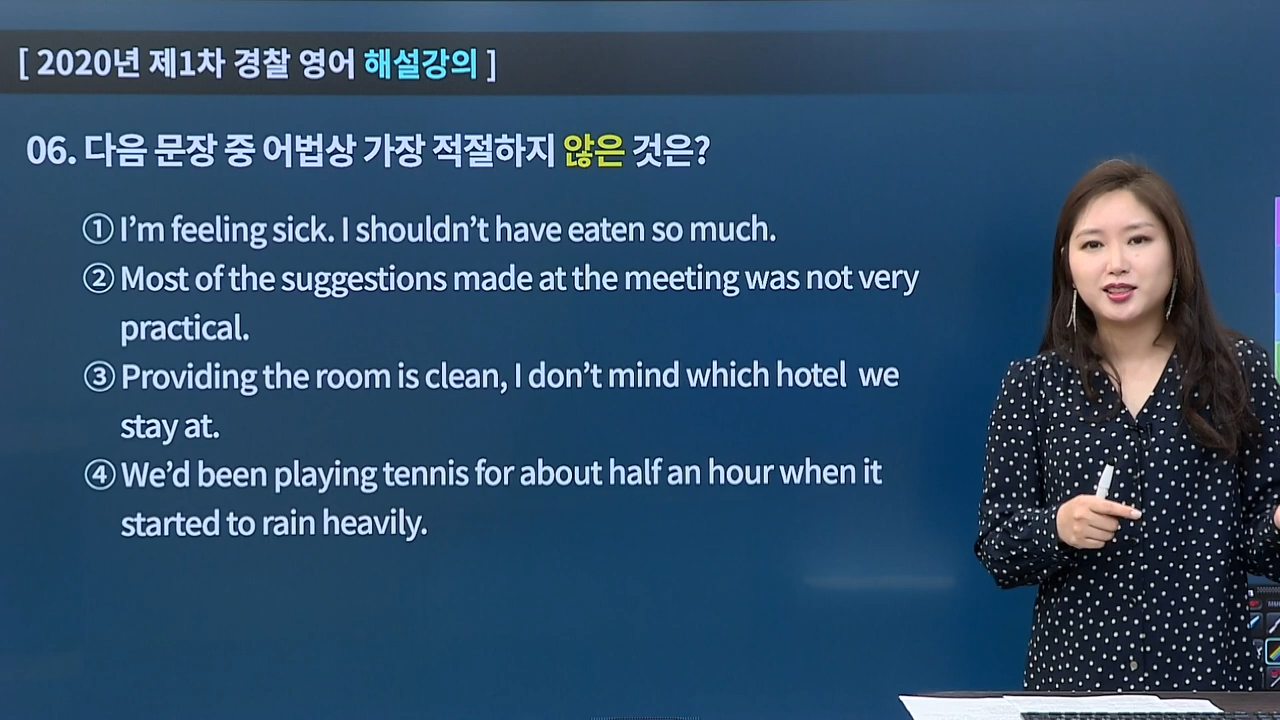 [ 2020년 제1차 경찰 영어 해설강의 ]
06. 다음 문장 중 어법상 가장 적절하지 않은 것은?
① I’m feeling sick. I shouldn’t have eaten so much.
② Most of the suggestions made at the meeting was not very
practical.
③ Providing the room is clean, I don’t mind which hotel we
stay at.
④ We’d been playing tennis for about half an hour when it
started to rain heavily.